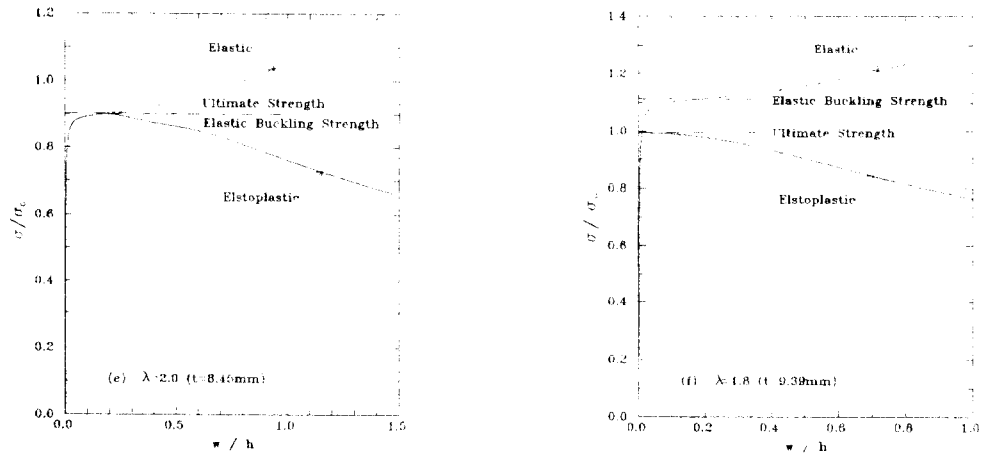 1.2
1.0
0.8
0.6
0.4
0.2
0.0
σ/σ₀
Elastic
Ultimate Strength
Elastic Buckling Strength
Elstoplastic
(e) λ=2.0 (t=8.45mm)
0.0 0.5 1.0 1.5
w / h
1.4
1.2
1.0
0.8
0.6
0.4
0.2
0.0
Elastic
Elastic Buckling Strength
Ultimate Strength
Elstoplastic
(f) λ=1.8 (t=9.39mm)
0.0 0.2 0.4 0.6 0.8 1.0
w / h